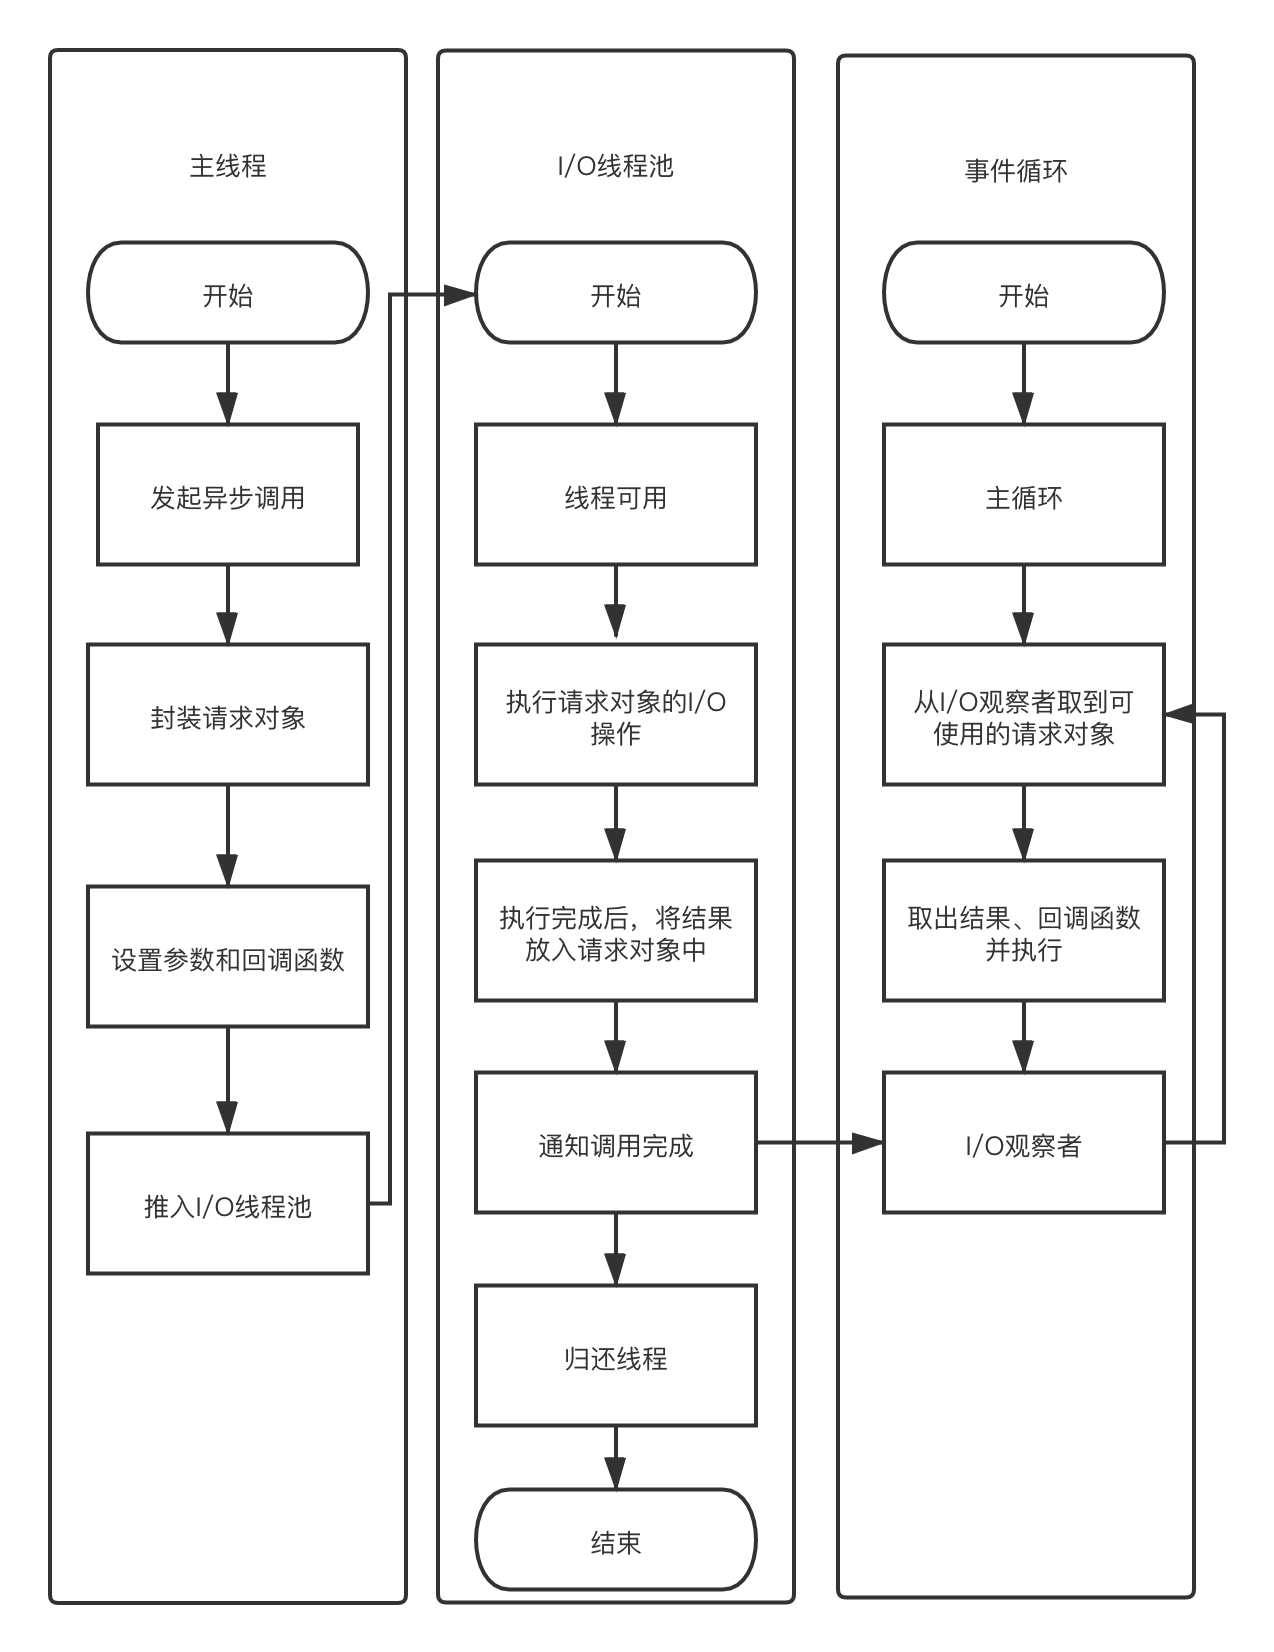 主线程
开始
发起异步调用
封装请求对象
设置参数和回调函数
推入I/O线程池
I/O线程池
开始
线程可用
执行请求对象的I/O
操作
执行完成后，将结果
放入请求对象中
通知调用完成
归还线程
结束
事件循环
开始
主循环
从I/O观察者取到可
使用的请求对象
取出结果、回调函数
并执行
I/O观察者